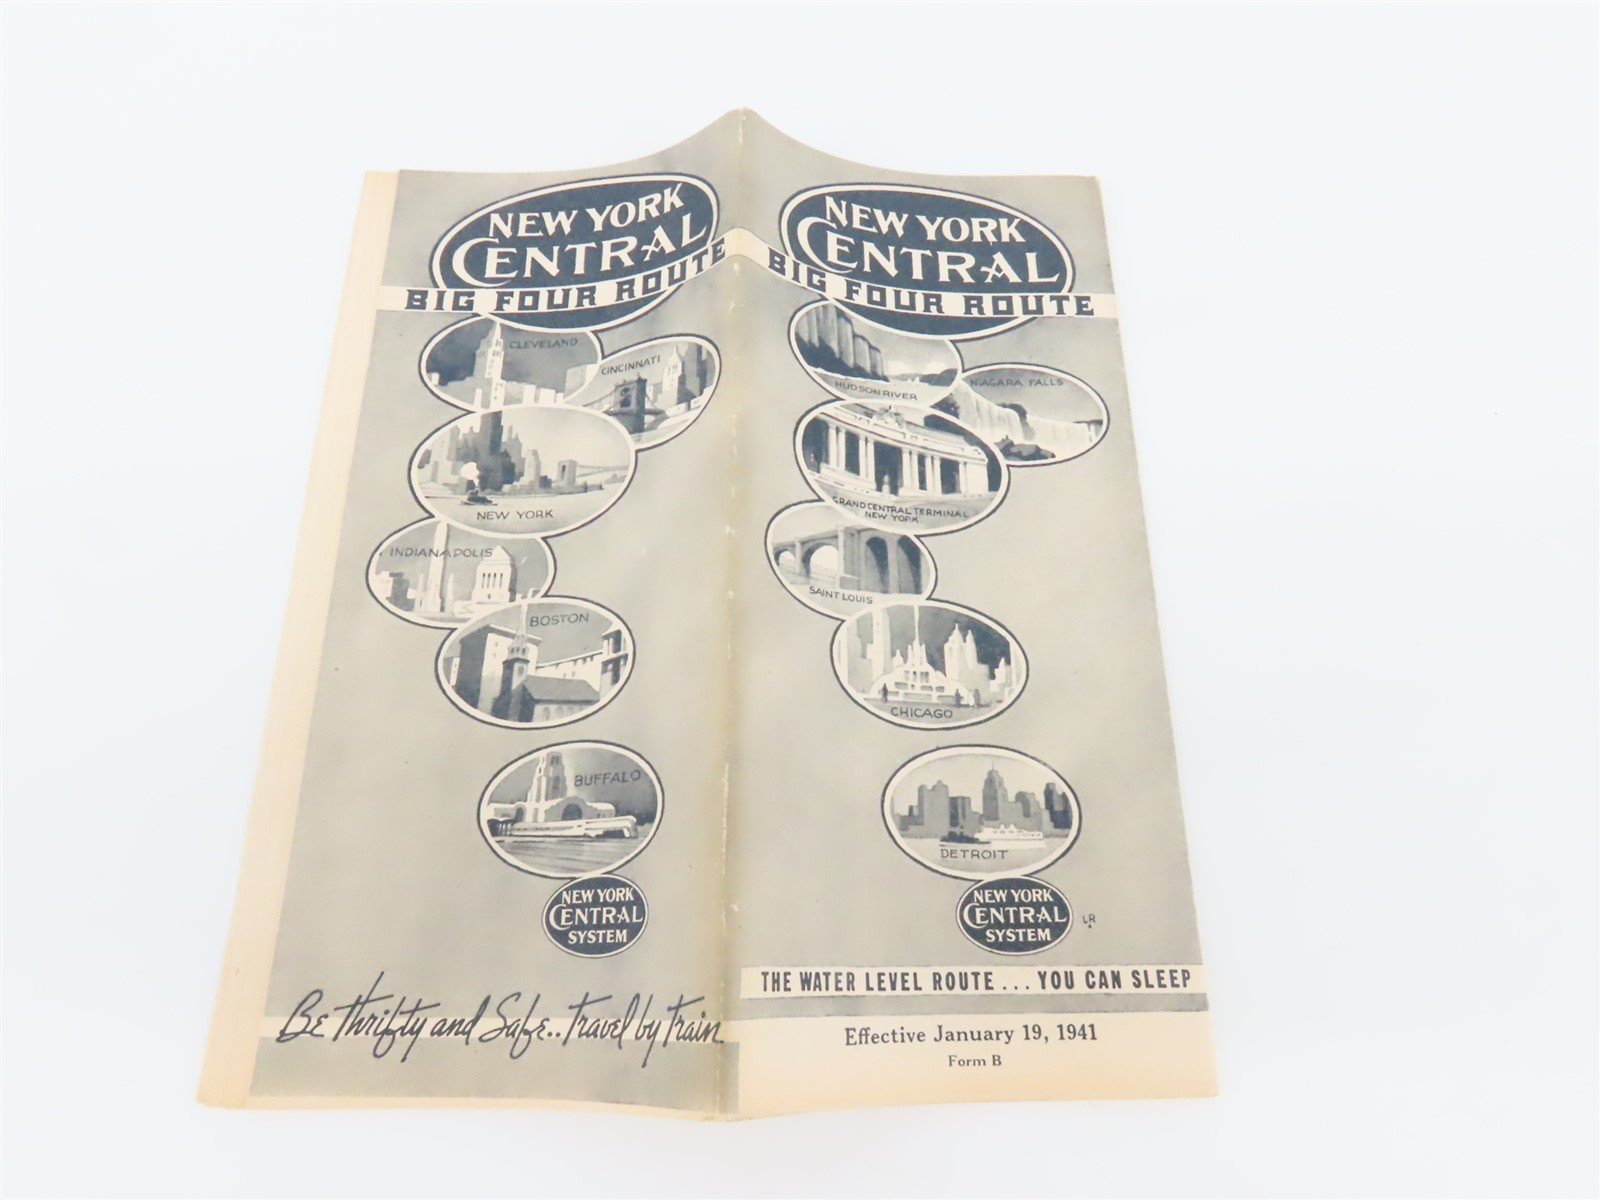 NEW YORK
CENTRAL
BIG FOUR ROUTE
CLEVELAND
CINCINNATI
NEW YORK
INDIANAPOLIS
BOSTON
BUFFALO
NEW YORK
CENTRAL
SYSTEM
Be Thrifty and Safe.. Travel by Train
NEW YORK
CENTRAL
BIG FOUR ROUTE
HUDSON RIVER
NIAGARA FALLS
GRAND CENTRAL TERMINAL
NEW YORK
SAINT LOUIS
CHICAGO
DETROIT
NEW YORK
CENTRAL
SYSTEM
LR
THE WATER LEVEL ROUTE ... YOU CAN SLEEP
Effective January 19, 1941
Form B